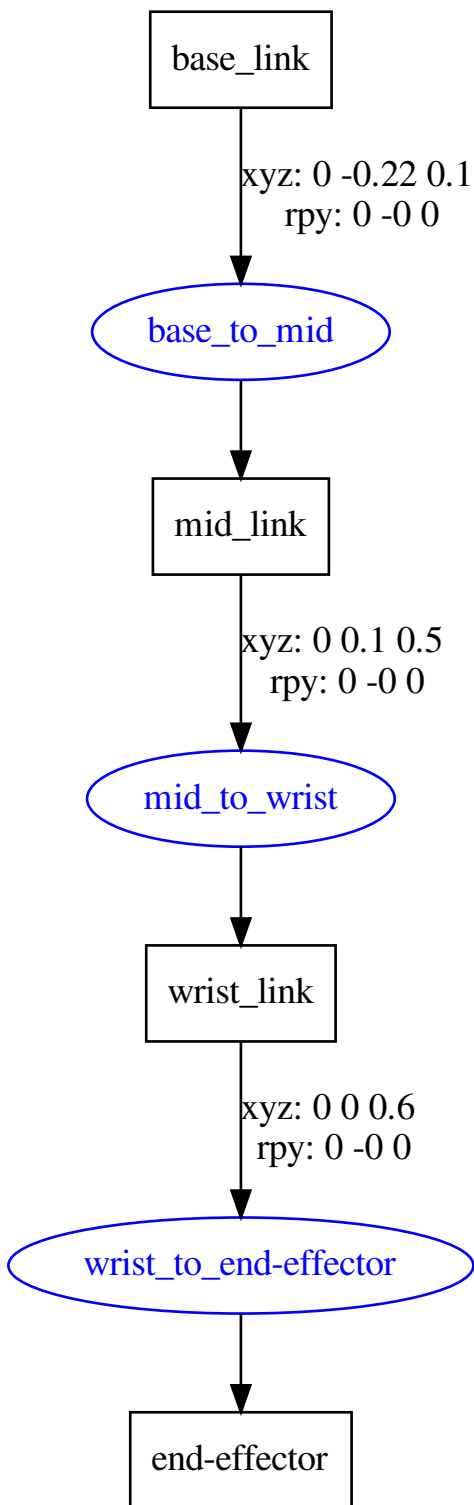 base_link
xyz: 0 -0.22 0.1
rpy: 0 -0 0
base_to_mid
mid_link
xyz: 0 0.1 0.5
rpy: 0 -0 0
mid_to_wrist
wrist_link
xyz: 0 0 0.6
rpy: 0 -0 0
wrist_to_end-effector
end-effector